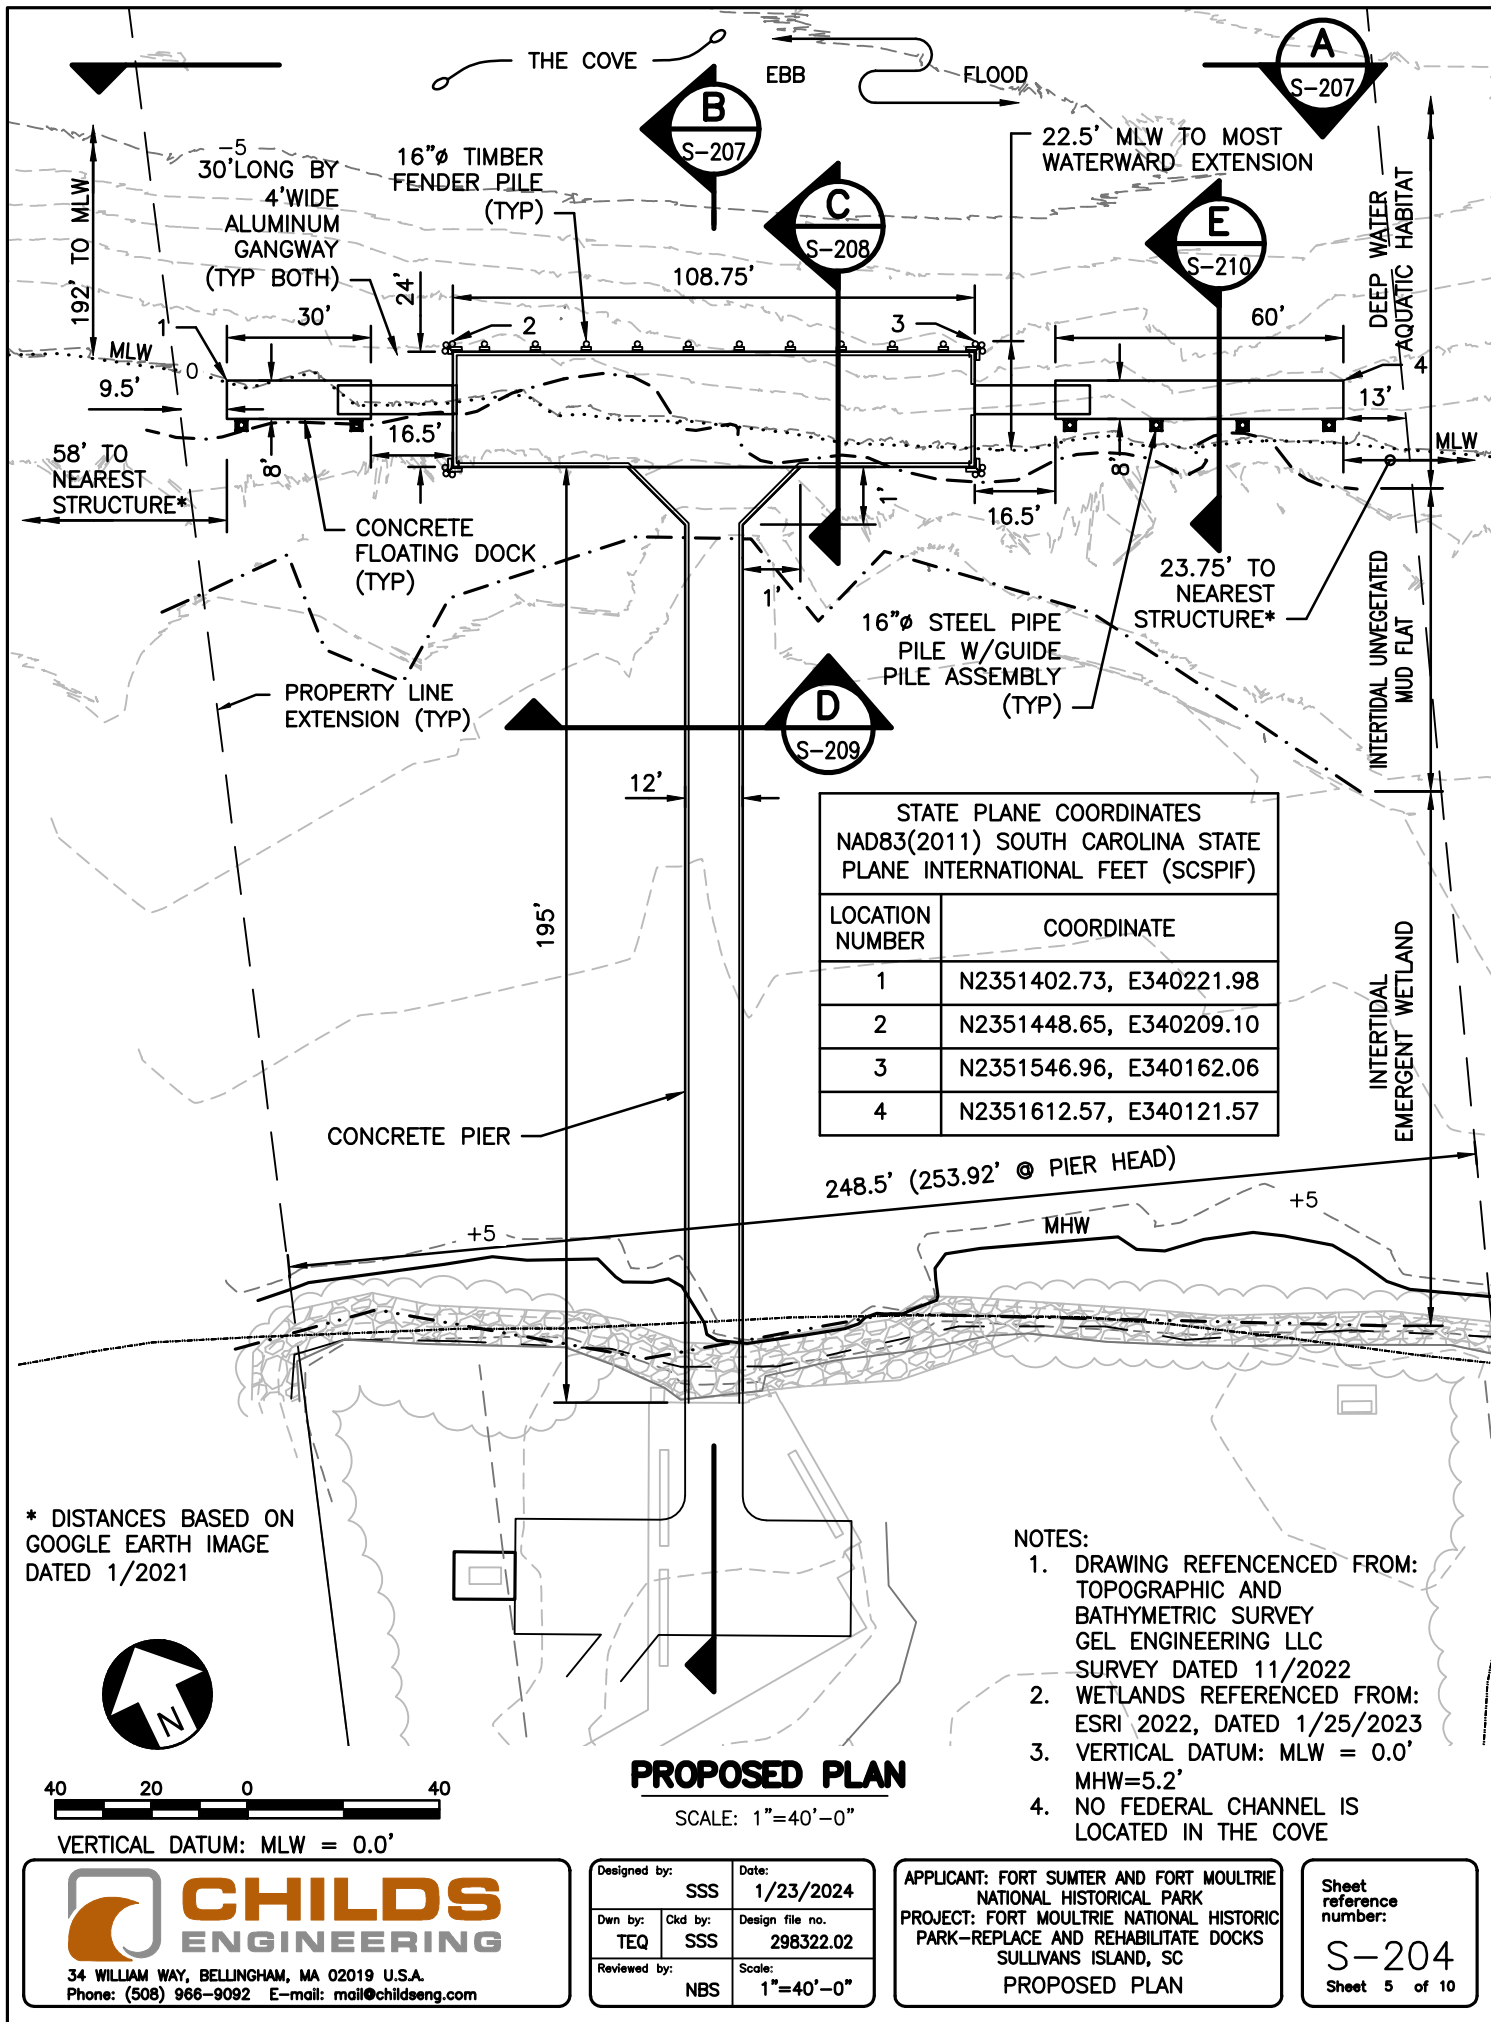 THE COVE
EBB
FLOOD
A
S-207
B
S-207
C
S-208
E
S-210
22.5' MLW TO MOST
WATERWARD EXTENSION
-5
30'LONG BY
4'WIDE
ALUMINUM
GANGWAY
(TYP BOTH)
16"ø TIMBER
FENDER PILE
(TYP)
192' TO MLW
DEEP WATER
AQUATIC HABITAT
24'
108.75'
30'
60'
1
2
3
4
MLW
0
9.5'
13'
MLW
16.5'
8'
8'
58' TO
NEAREST
STRUCTURE*
1'
16.5'
CONCRETE
FLOATING DOCK
(TYP)
1'
23.75' TO
NEAREST
STRUCTURE*
16"ø STEEL PIPE
PILE W/GUIDE
PILE ASSEMBLY
(TYP)
INTERTIDAL UNVEGETATED
MUD FLAT
PROPERTY LINE
EXTENSION (TYP)
D
S-209
12'
195'
STATE PLANE COORDINATES
NAD83(2011) SOUTH CAROLINA STATE
PLANE INTERNATIONAL FEET (SCSPIF)
LOCATION
NUMBER
COORDINATE
1 N2351402.73, E340221.98
2 N2351448.65, E340209.10
3 N2351546.96, E340162.06
4 N2351612.57, E340121.57
INTERTIDAL
EMERGENT WETLAND
CONCRETE PIER
248.5' (253.92' @ PIER HEAD)
+5
MHW
+5
* DISTANCES BASED ON
GOOGLE EARTH IMAGE
DATED 1/2021
NOTES:
1. DRAWING REFENCENCED FROM:
TOPOGRAPHIC AND
BATHYMETRIC SURVEY
GEL ENGINEERING LLC
SURVEY DATED 11/2022
2. WETLANDS REFERENCED FROM:
ESRI 2022, DATED 1/25/2023
3. VERTICAL DATUM: MLW = 0.0'
MHW=5.2'
4. NO FEDERAL CHANNEL IS
LOCATED IN THE COVE
N
PROPOSED PLAN
SCALE: 1"=40'-0"
40 20 0 40
VERTICAL DATUM: MLW = 0.0'
CHILDS
ENGINEERING
34 WILLIAM WAY, BELLINGHAM, MA 02019 U.S.A.
Phone: (508) 966-9092 E-mail: mail@childseng.com
Designed by:
SSS
Date:
1/23/2024
Dwn by:
TEQ
Ckd by:
SSS
Design file no.
298322.02
Reviewed by:
NBS
Scale:
1"=40'-0"
APPLICANT: FORT SUMTER AND FORT MOULTRIE
NATIONAL HISTORICAL PARK
PROJECT: FORT MOULTRIE NATIONAL HISTORIC
PARK-REPLACE AND REHABILITATE DOCKS
SULLIVANS ISLAND, SC
PROPOSED PLAN
Sheet
reference
number:
S-204
Sheet 5 of 10